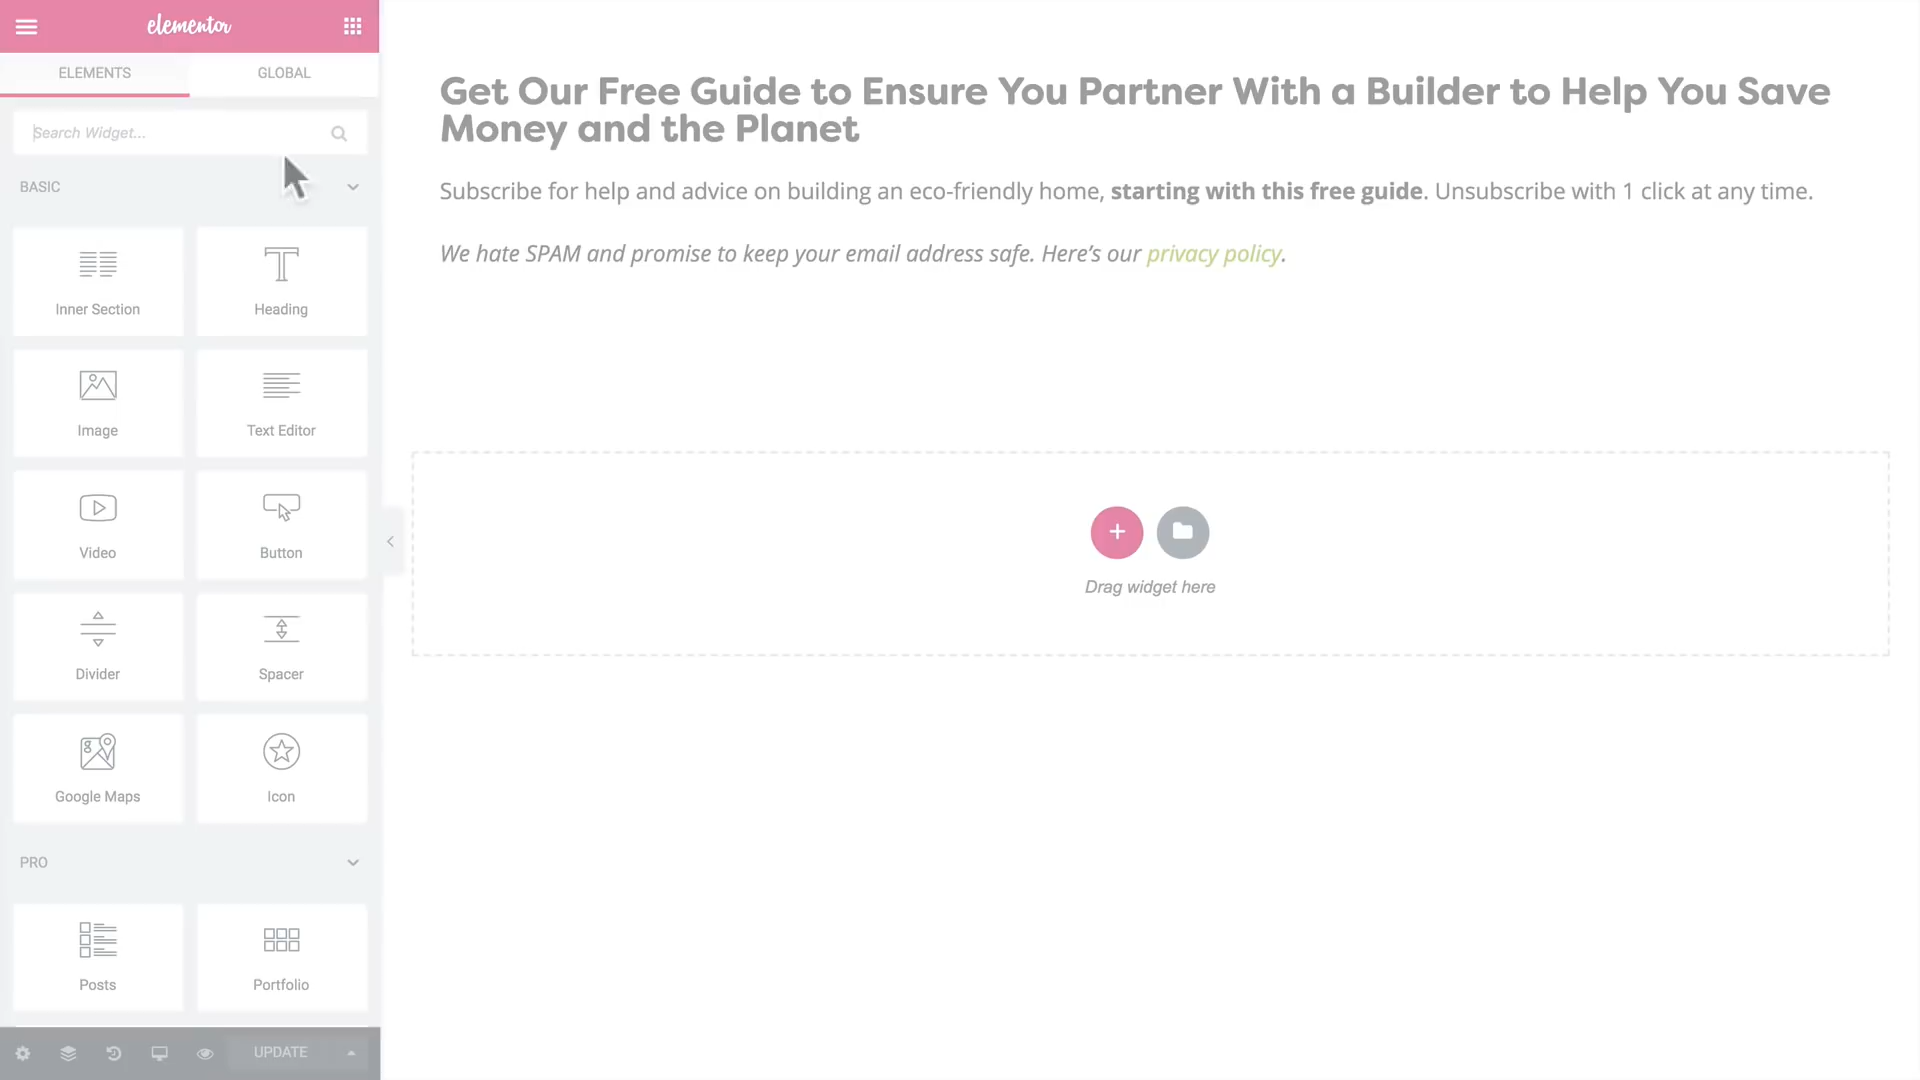 elementor
ELEMENTS
GLOBAL
Search Widget...
BASIC
Inner Section
Heading
Image
Text Editor
Video
Button
Divider
Spacer
Google Maps
Icon
PRO
Posts
Portfolio
UPDATE
Get Our Free Guide to Ensure You Partner With a Builder to Help You Save
Money and the Planet
Subscribe for help and advice on building an eco-friendly home, starting with this free guide. Unsubscribe with 1 click at any time.
We hate SPAM and promise to keep your email address safe. Here’s our privacy policy.
Drag widget here